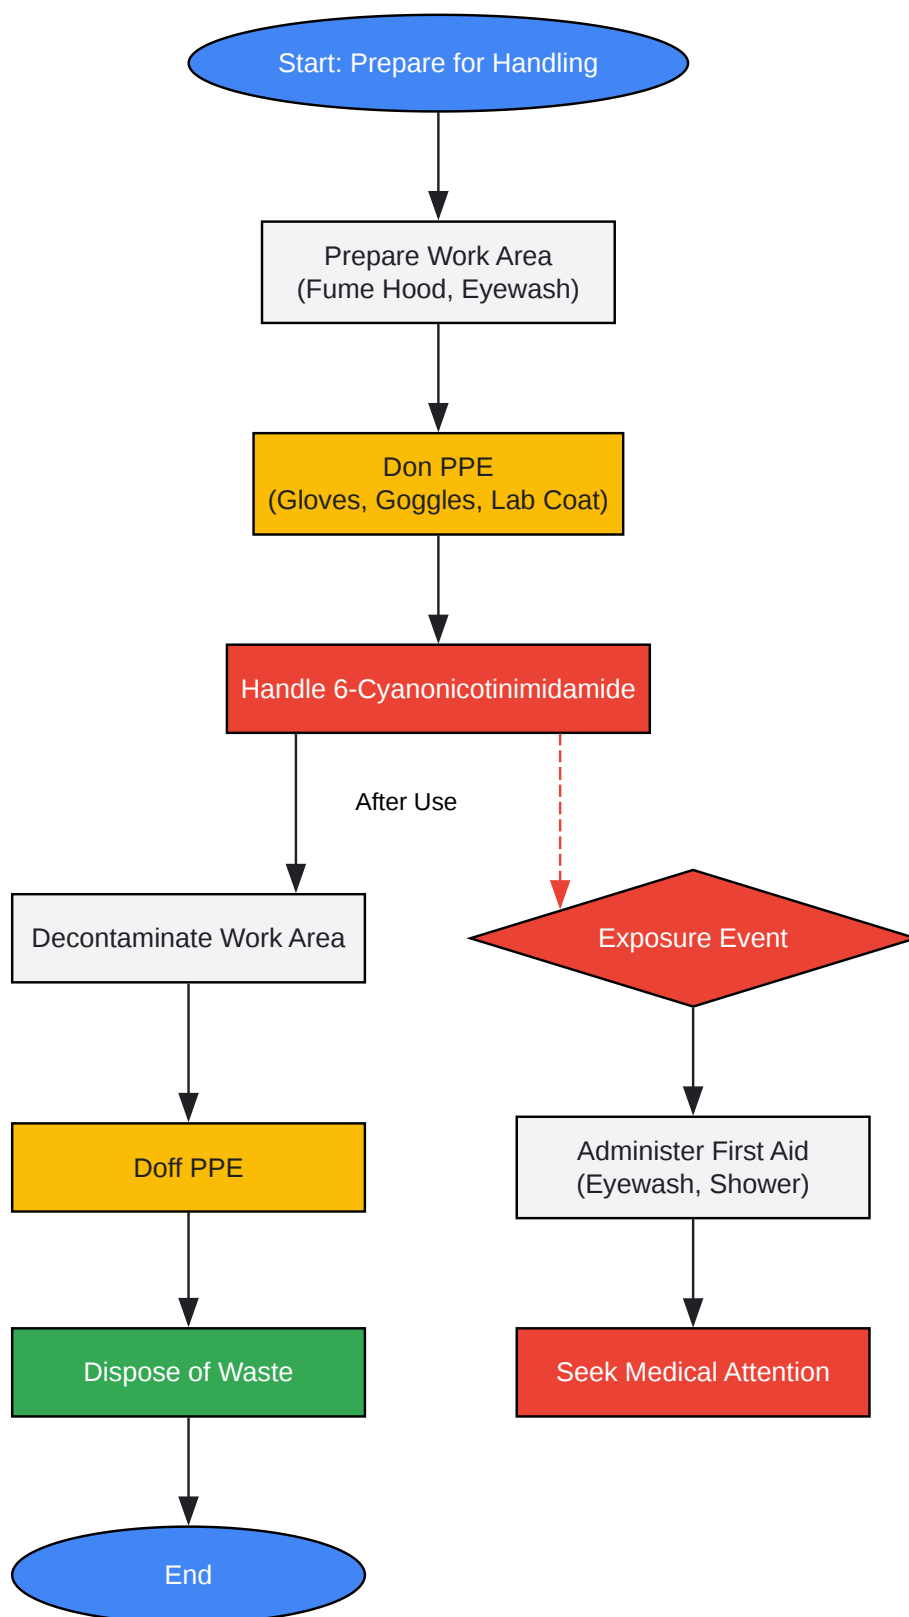 Start: Prepare for Handling
Prepare Work Area
(Fume Hood, Eyewash)
Don PPE
(Gloves, Goggles, Lab Coat)
Handle 6-Cyanonicotinimidamide
After Use
Decontaminate Work Area
Exposure Event
Doff PPE
Administer First Aid
(Eyewash, Shower)
Dispose of Waste
Seek Medical Attention
End